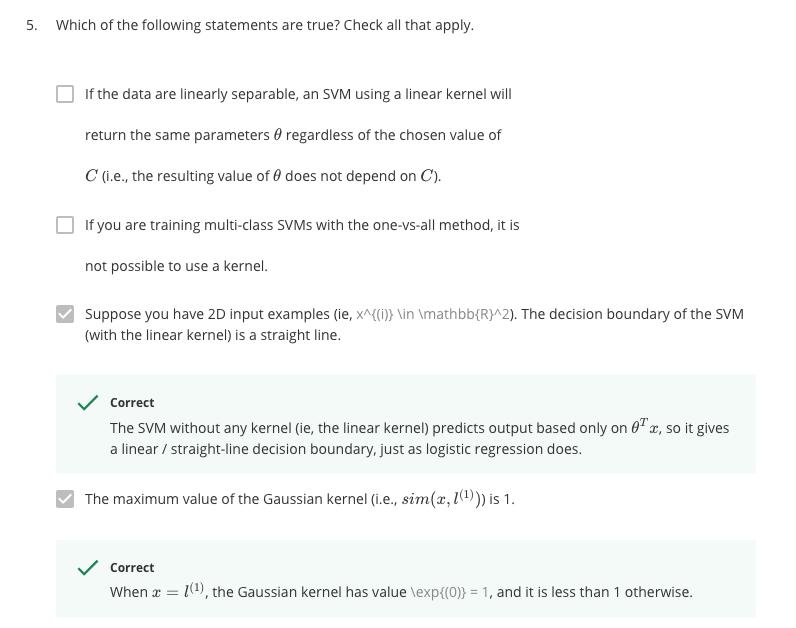 5. Which of the following statements are true? Check all that apply.
If the data are linearly separable, an SVM using a linear kernel will
return the same parameters θ regardless of the chosen value of
C (i.e., the resulting value of θ does not depend on C).
If you are training multi-class SVMs with the one-vs-all method, it is
not possible to use a kernel.
Suppose you have 2D input examples (ie, x^{(i)} \in \mathbb{R}^2). The decision boundary of the SVM
(with the linear kernel) is a straight line.
Correct
The SVM without any kernel (ie, the linear kernel) predicts output based only on θ^T x, so it gives
a linear / straight-line decision boundary, just as logistic regression does.
The maximum value of the Gaussian kernel (i.e., sim(x, l^(1))) is 1.
Correct
When x = l^(1), the Gaussian kernel has value \exp{(0)} = 1, and it is less than 1 otherwise.